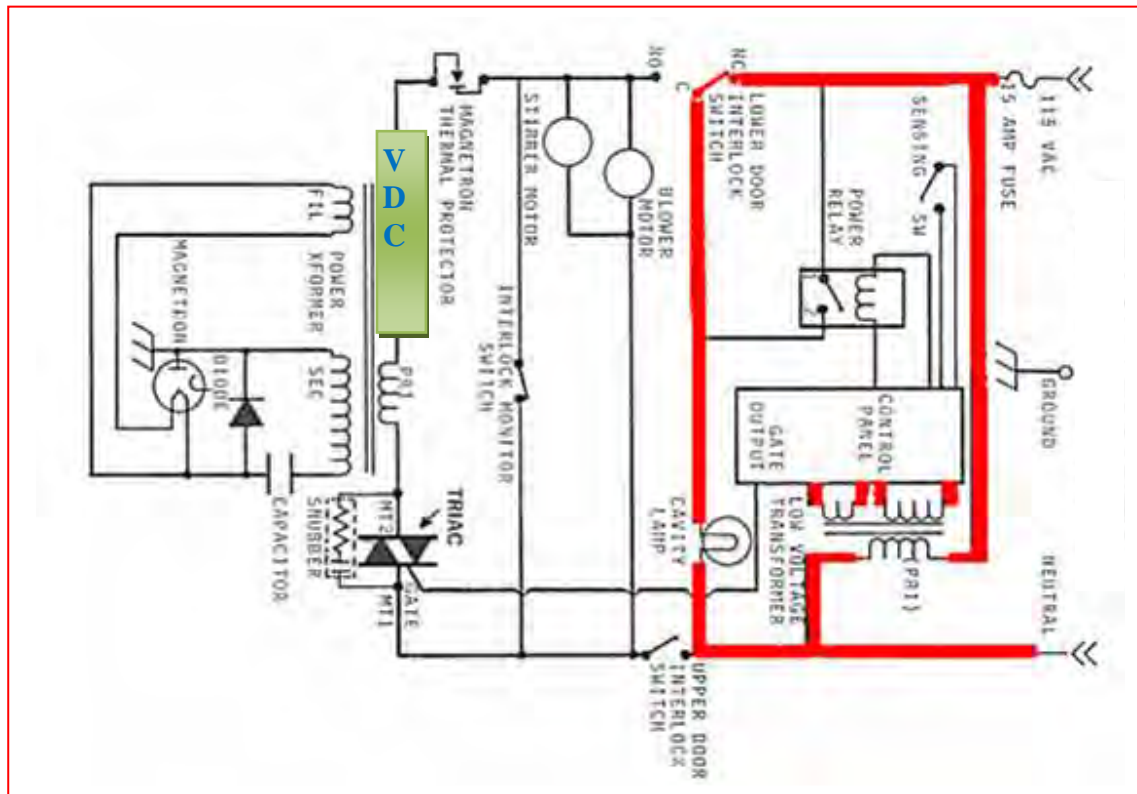 NO
NC
C
LOWER DOOR
INTERLOCK
SWITCH
15 AMP FUSE
115 VAC
SENSING
SW
POWER
RELAY
1
2
GROUND
CONTROL
PANEL
GATE
OUTPUT
LOW VOLTAGE
TRANSFORMER
(PRI)
NEUTRAL
CAVITY
LAMP
UPPER DOOR
INTERLOCK
SWITCH
BLOWER
MOTOR
STIRRER MOTOR
INTERLOCK MONITOR
SWITCH
MAGNETRON
THERMAL PROTECTOR
V
D
C
PRI
FIL
POWER
XFORMER
SEC
MAGNETRON
DIODE
CAPACITOR
SNUBBER
MT2
TRIAC
GATE
MT1